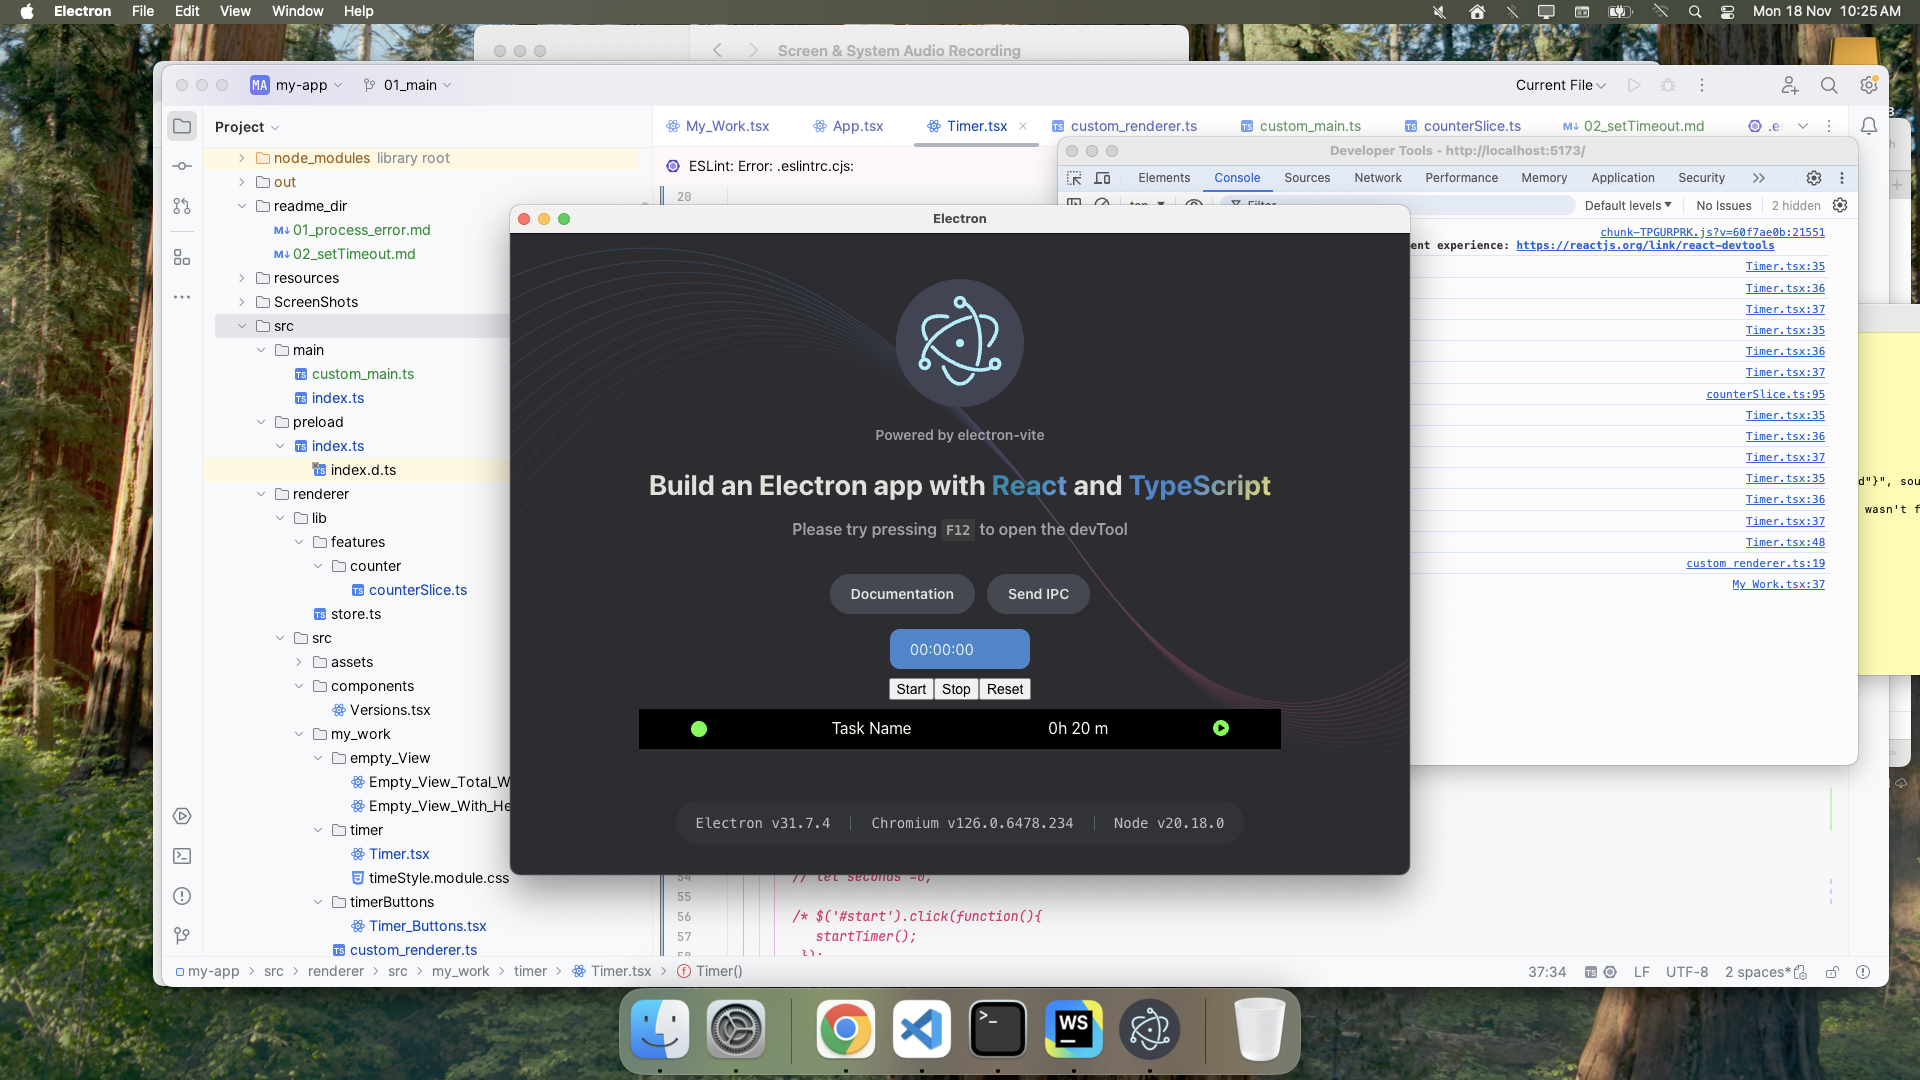 Electron File Edit View Window Help
Mon 18 Nov 10:25 AM
Screen & System Audio Recording
MA my-app 01_main
Current File
Project
My_Work.tsx App.tsx Timer.tsx custom_renderer.ts custom_main.ts counterSlice.ts 02_setTimeout.md
ESLint: Error: .eslintrc.cjs:
20
node_modules library root
out
readme_dir
01_process_error.md
02_setTimeout.md
resources
ScreenShots
src
main
custom_main.ts
index.ts
preload
index.ts
index.d.ts
renderer
lib
features
counter
counterSlice.ts
store.ts
src
assets
components
Versions.tsx
my_work
empty_View
Empty_View_Total_W
Empty_View_With_He
timer
Timer.tsx
timeStyle.module.css
timerButtons
Timer_Buttons.tsx
custom_renderer.ts
Developer Tools - http://localhost:5173/
Elements Console Sources Network Performance Memory Application Security
Default levels No Issues 2 hidden
chunk-TPGURPRK.js?v=60f7ae0b:21551
ent experience: https://reactjs.org/link/react-devtools
Timer.tsx:35
Timer.tsx:36
Timer.tsx:37
Timer.tsx:35
Timer.tsx:36
Timer.tsx:37
counterSlice.ts:95
Timer.tsx:35
Timer.tsx:36
Timer.tsx:37
Timer.tsx:35
Timer.tsx:36
Timer.tsx:37
Timer.tsx:48
custom_renderer.ts:19
My_Work.tsx:37
d"}", sou
wasn't f
Electron
Powered by electron-vite
Build an Electron app with React and TypeScript
Please try pressing F12 to open the devTool
Documentation Send IPC
00:00:00
Start Stop Reset
Task Name 0h 20 m
Electron v31.7.4 Chromium v126.0.6478.234 Node v20.18.0
54 // let seconds =0;
55
56 /* $('#start').click(function(){
57 startTimer();
my-app > src > renderer > src > my_work > timer > Timer.tsx > Timer()
37:34 LF UTF-8 2 spaces*
WS